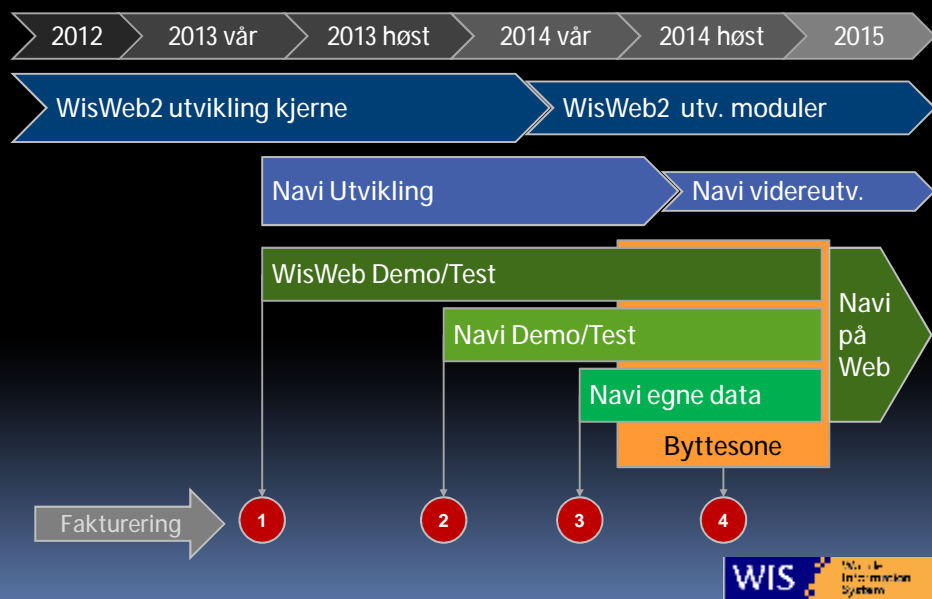 2012
2013 vår
2013 høst
2014 vår
2014 høst
2015
WisWeb2 utvikling kjerne
WisWeb2 utv. moduler
Navi Utvikling
Navi videreutv.
WisWeb Demo/Test
Navi Demo/Test
Navi egne data
Navi
på
Web
Byttesone
Fakturering
1
2
3
4
WIS
Information
System